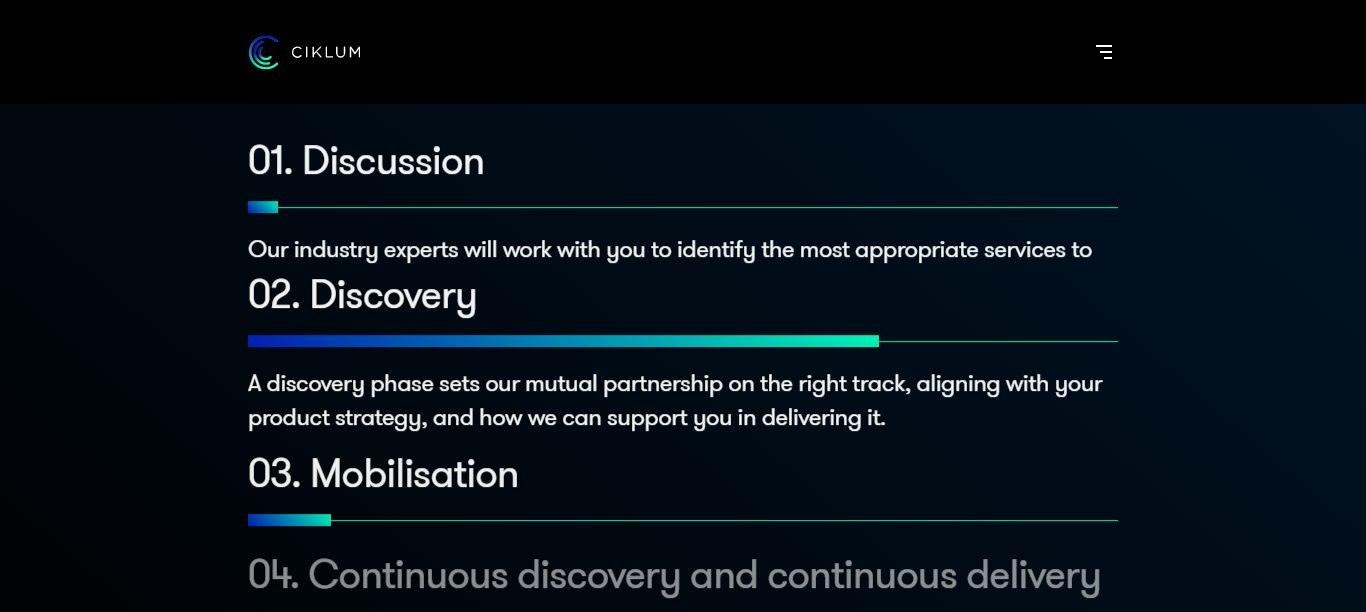 CIKLUM
01. Discussion
Our industry experts will work with you to identify the most appropriate services to
02. Discovery
A discovery phase sets our mutual partnership on the right track, aligning with your
product strategy, and how we can support you in delivering it.
03. Mobilisation
04. Continuous discovery and continuous delivery